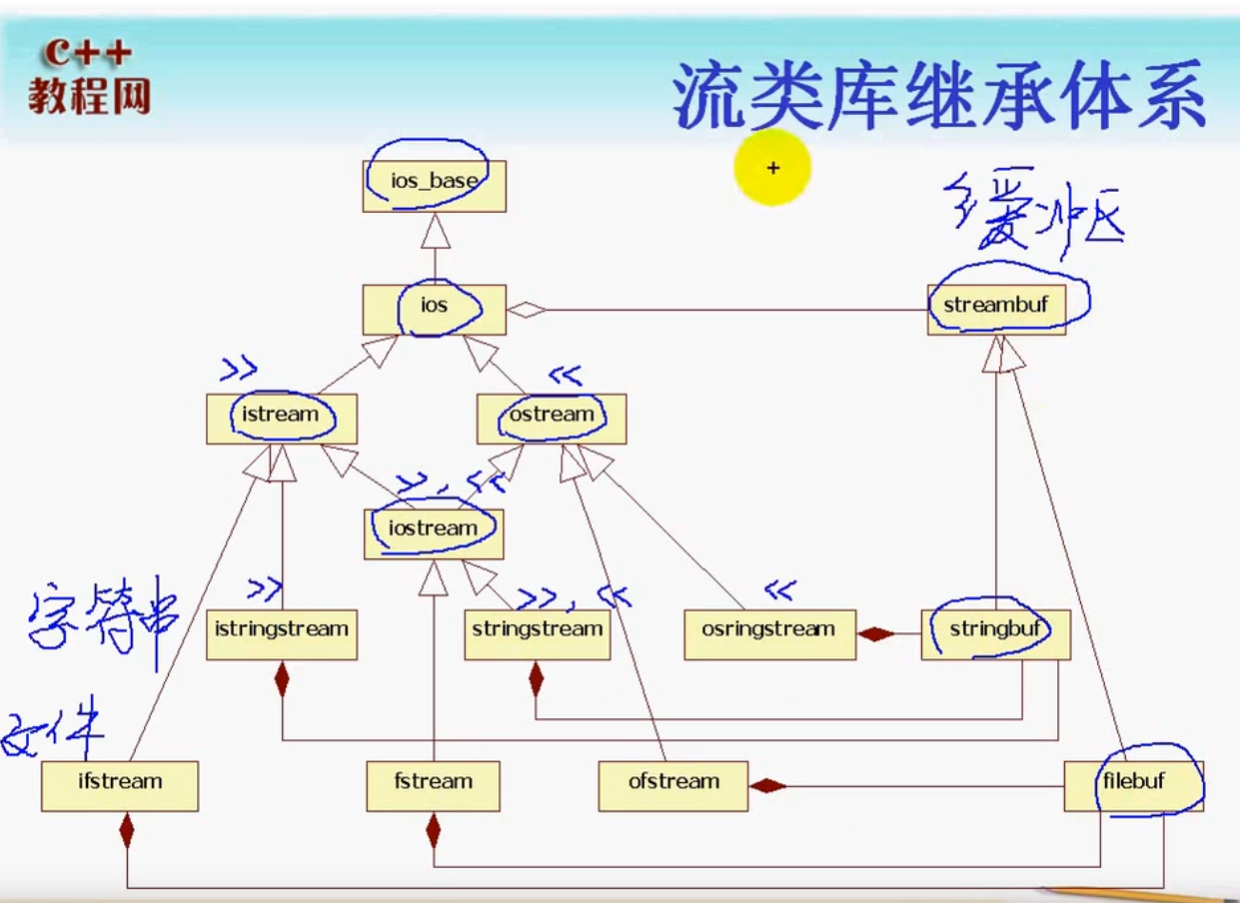 C++
教程网
流类库继承体系
ios_base
缓冲区
ios
streambuf
>>
<<
istream
ostream
>>, <<
iostream
字符串
>>
>>, <<
<<
istringstream
stringstream
osringstream
stringbuf
文件
ifstream
fstream
ofstream
filebuf